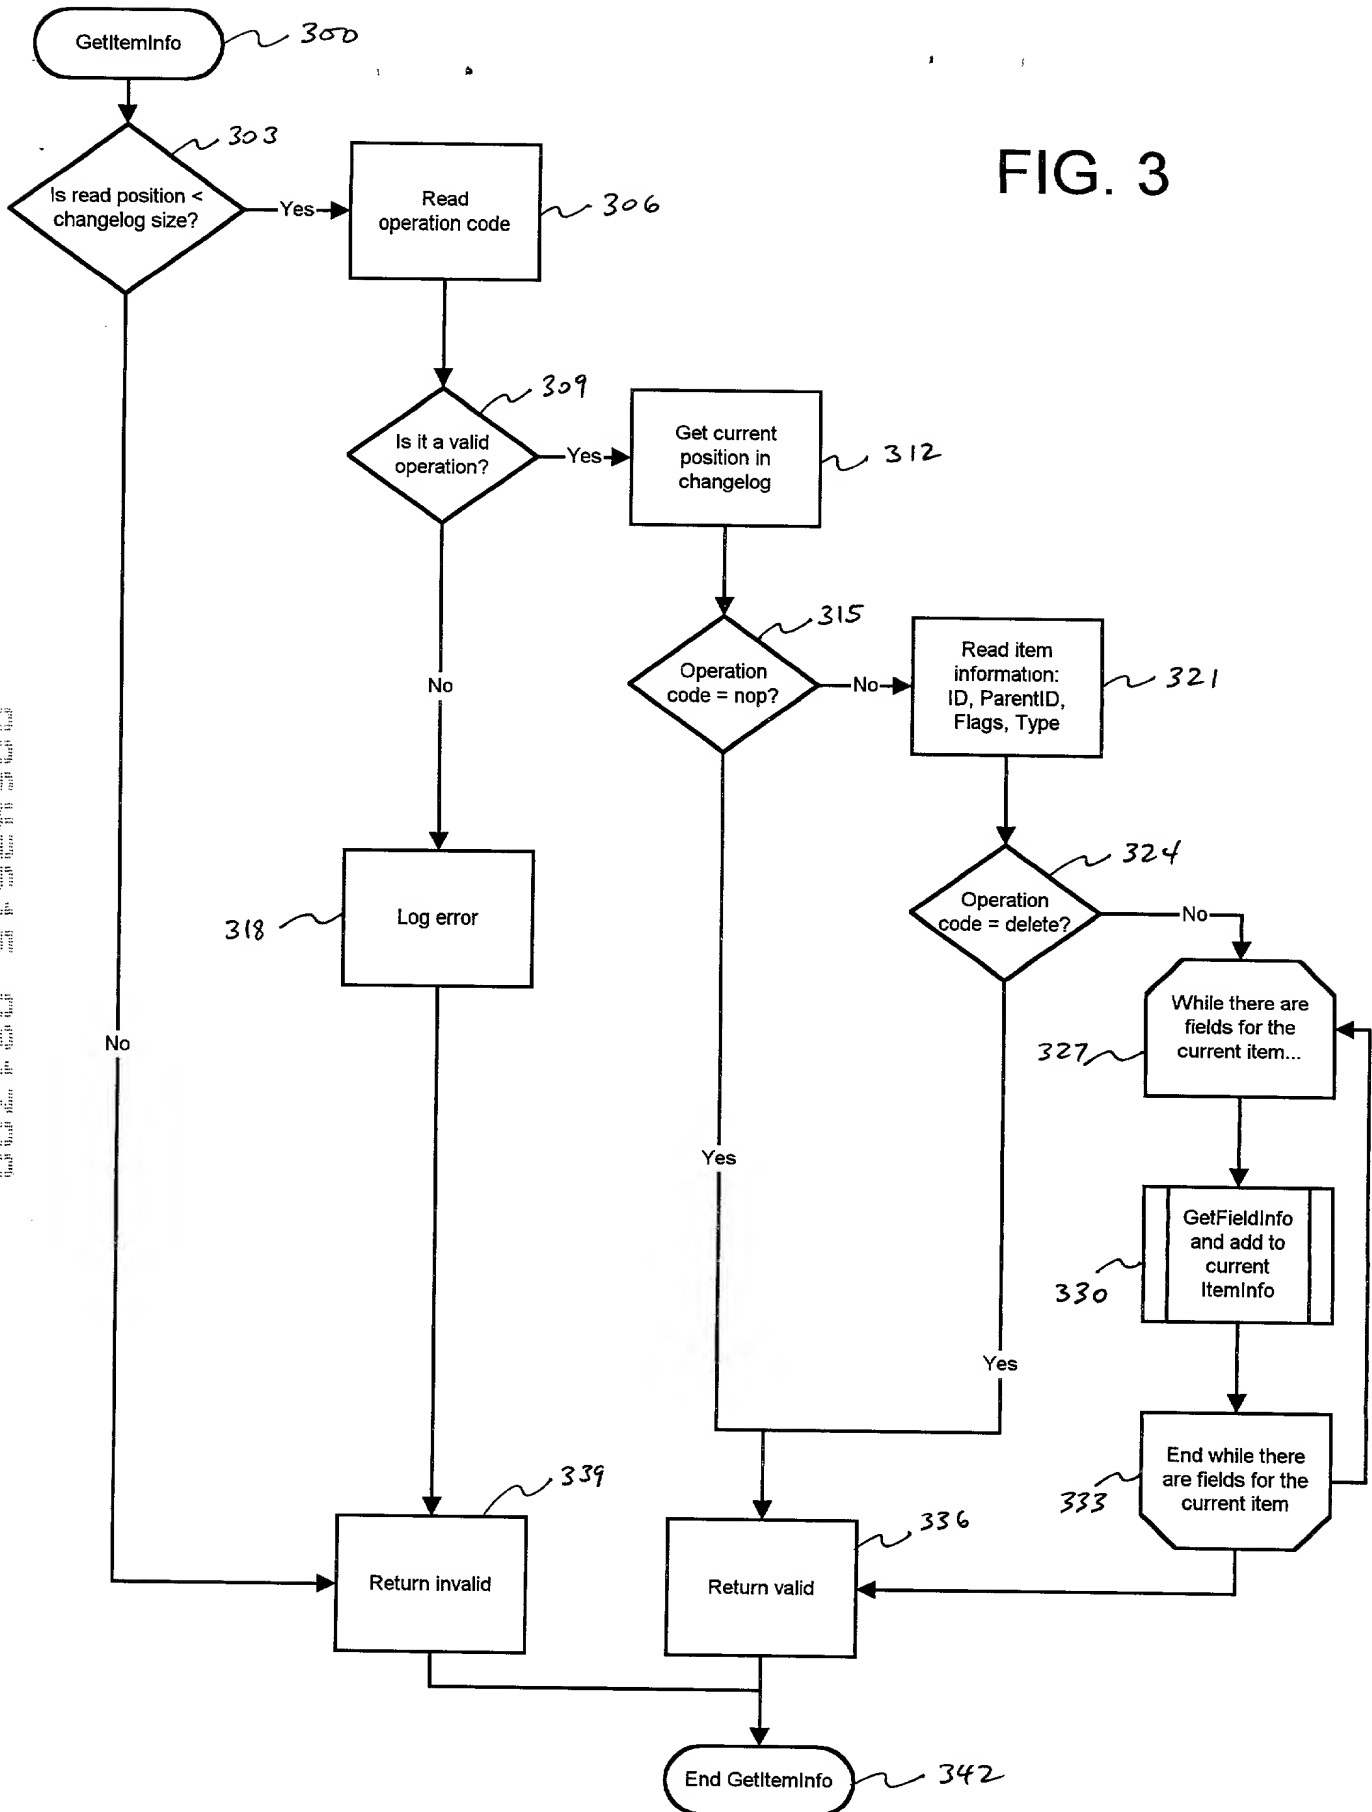 GetItemInfo
300
303
Is read position <
changelog size?
Yes
Read
operation code
306
FIG. 3
309
Is it a valid
operation?
Yes
Get current
position in
changelog
312
No
315
Operation
code = nop?
No
Read item
information:
ID, ParentID,
Flags, Type
321
318
Log error
324
Operation
code = delete?
No
No
While there are
fields for the
current item...
327
Yes
GetFieldInfo
and add to
current
ItemInfo
330
Yes
End while there
are fields for the
current item
333
339
Return invalid
336
Return valid
End GetItemInfo
342